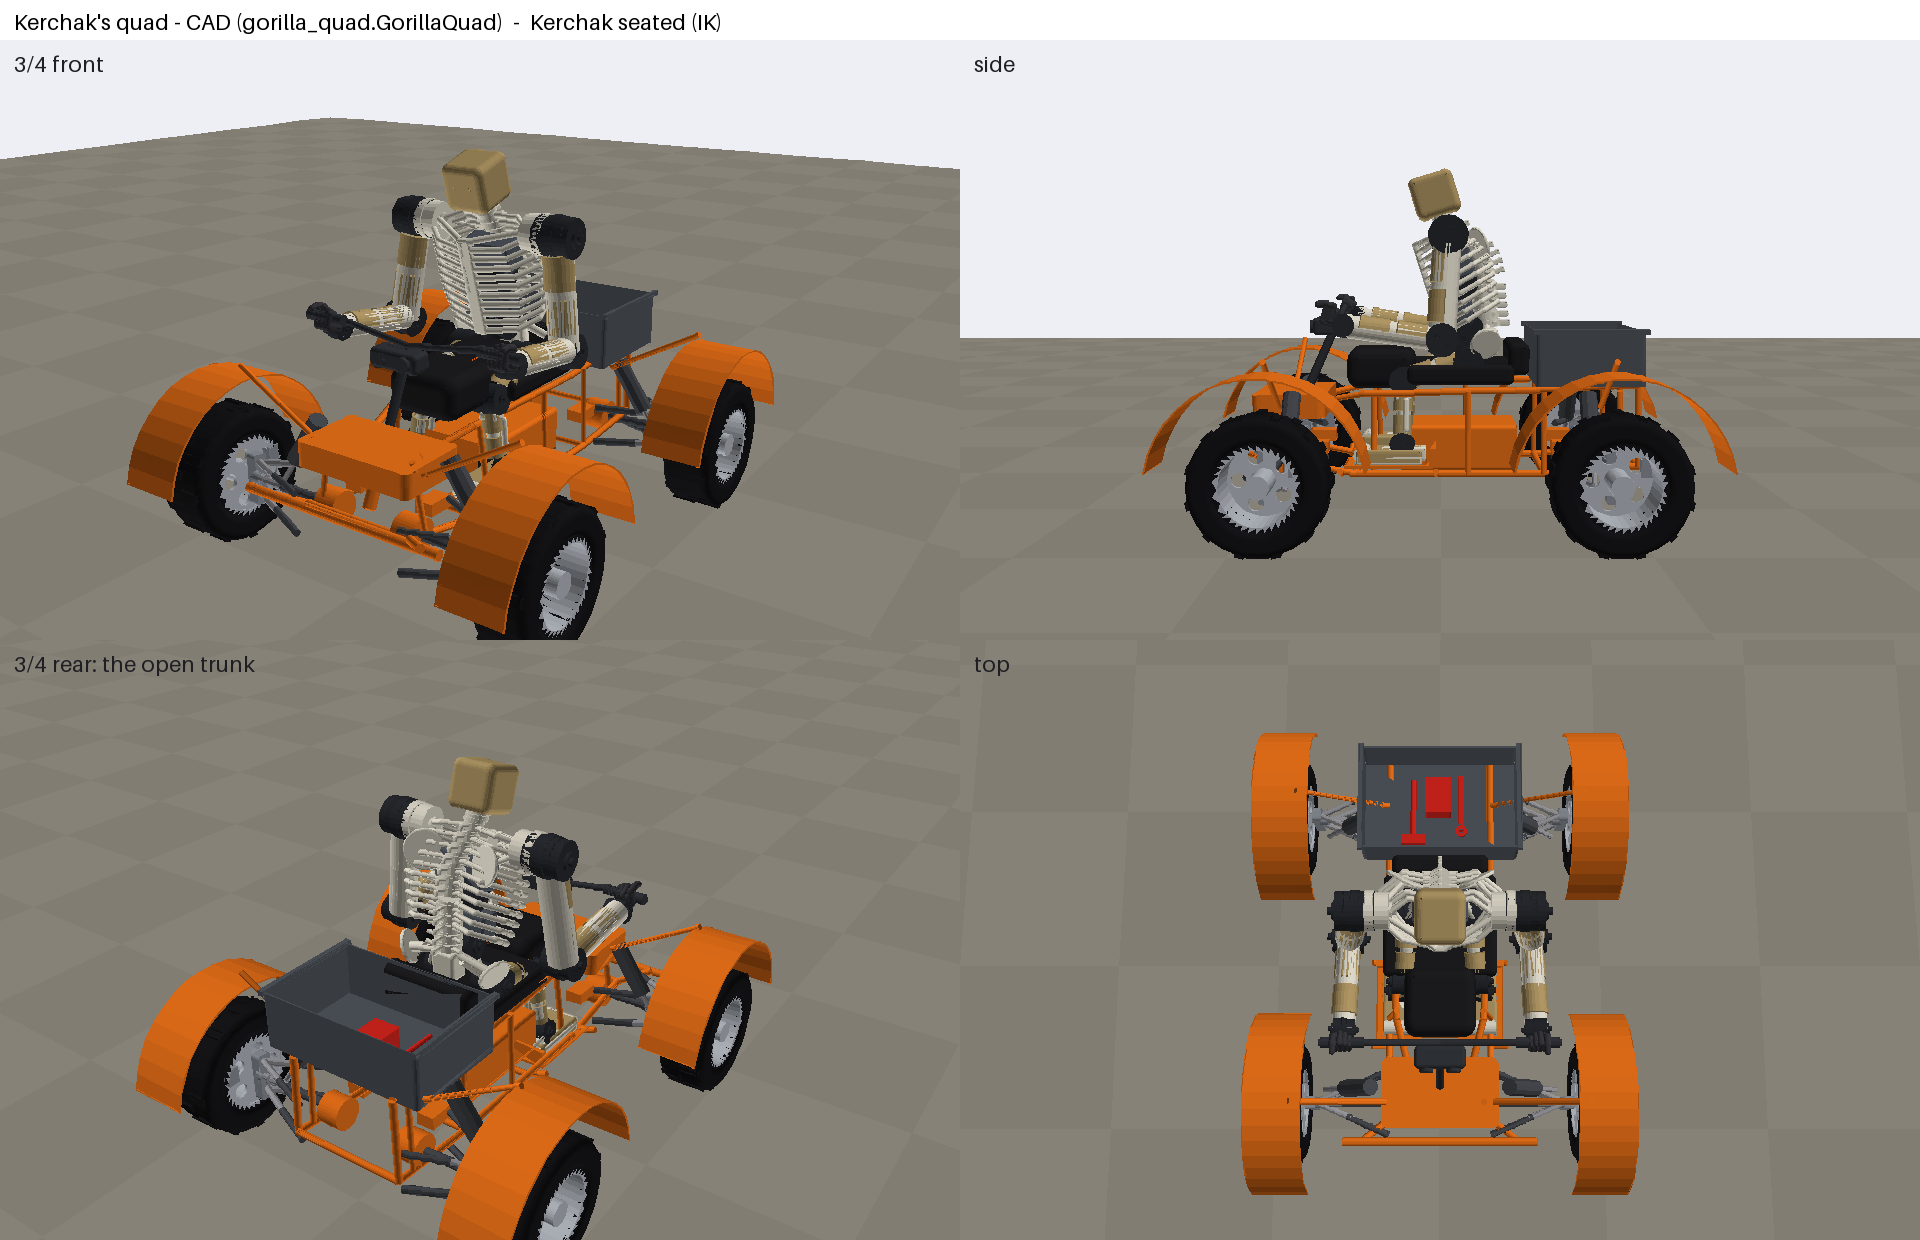 Kerchak's quad - CAD (gorilla_quad.GorillaQuad)  -  Kerchak seated (IK)
3/4 front
side
3/4 rear: the open trunk
top